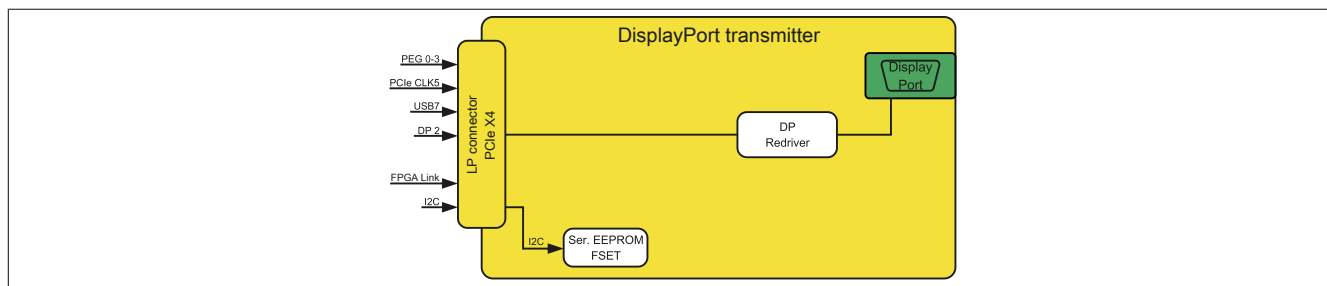 DisplayPort transmitter
PEG 0-3
PCIe CLK5
USB7
DP 2
FPGA Link
I2C
LP connector
PCIe X4
DP
Redriver
Display
Port
I2C
Ser. EEPROM
FSET